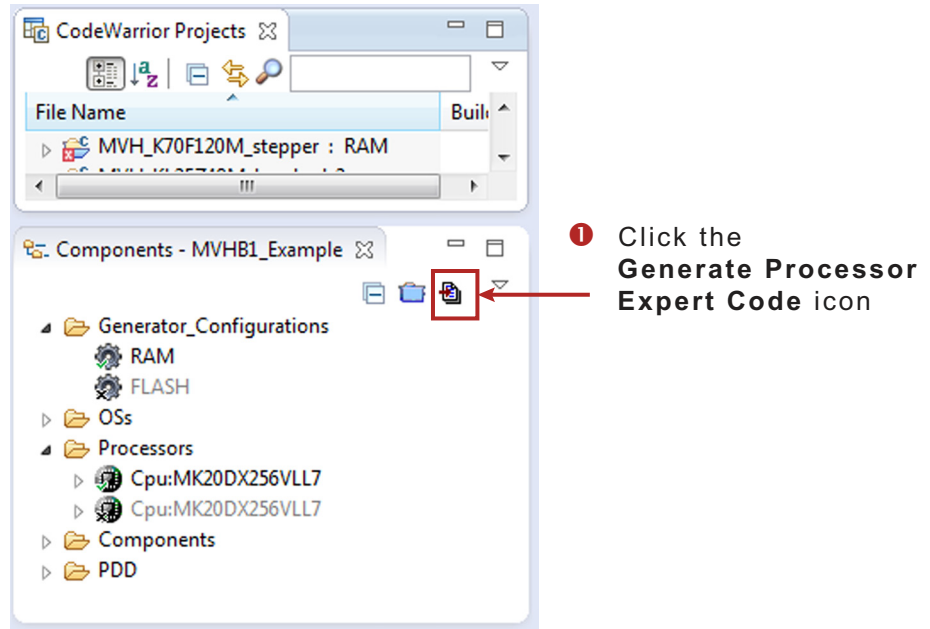 CodeWarrior Projects
File Name Buil
MVH_K70F120M_stepper : RAM
Components - MVHB1_Example
Generator_Configurations
RAM
FLASH
OSs
Processors
Cpu:MK20DX256VLL7
Cpu:MK20DX256VLL7
Components
PDD
1 Click the
Generate Processor
Expert Code icon